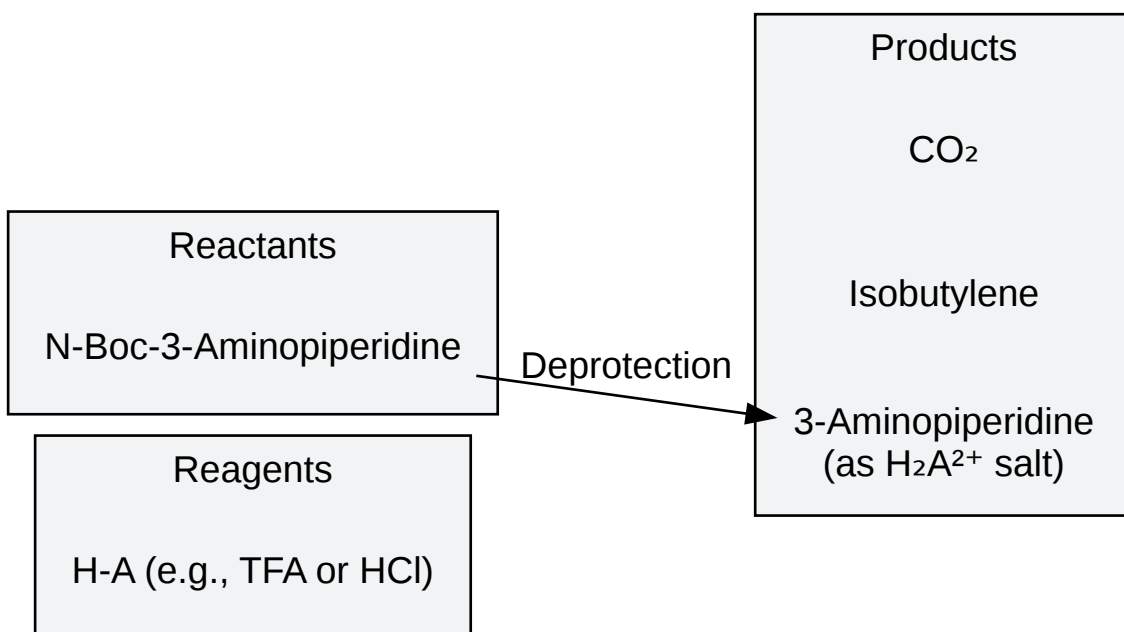 Reactants
N-Boc-3-Aminopiperidine
Reagents
H-A (e.g., TFA or HCl)
Deprotection
Products
CO₂
Isobutylene
3-Aminopiperidine
(as H₂A²⁺ salt)